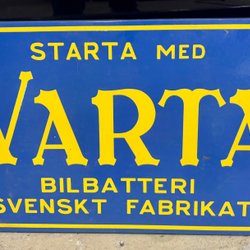 STARTA MED
VARTA
BILBATTERI
SVENSKT FABRIKAT